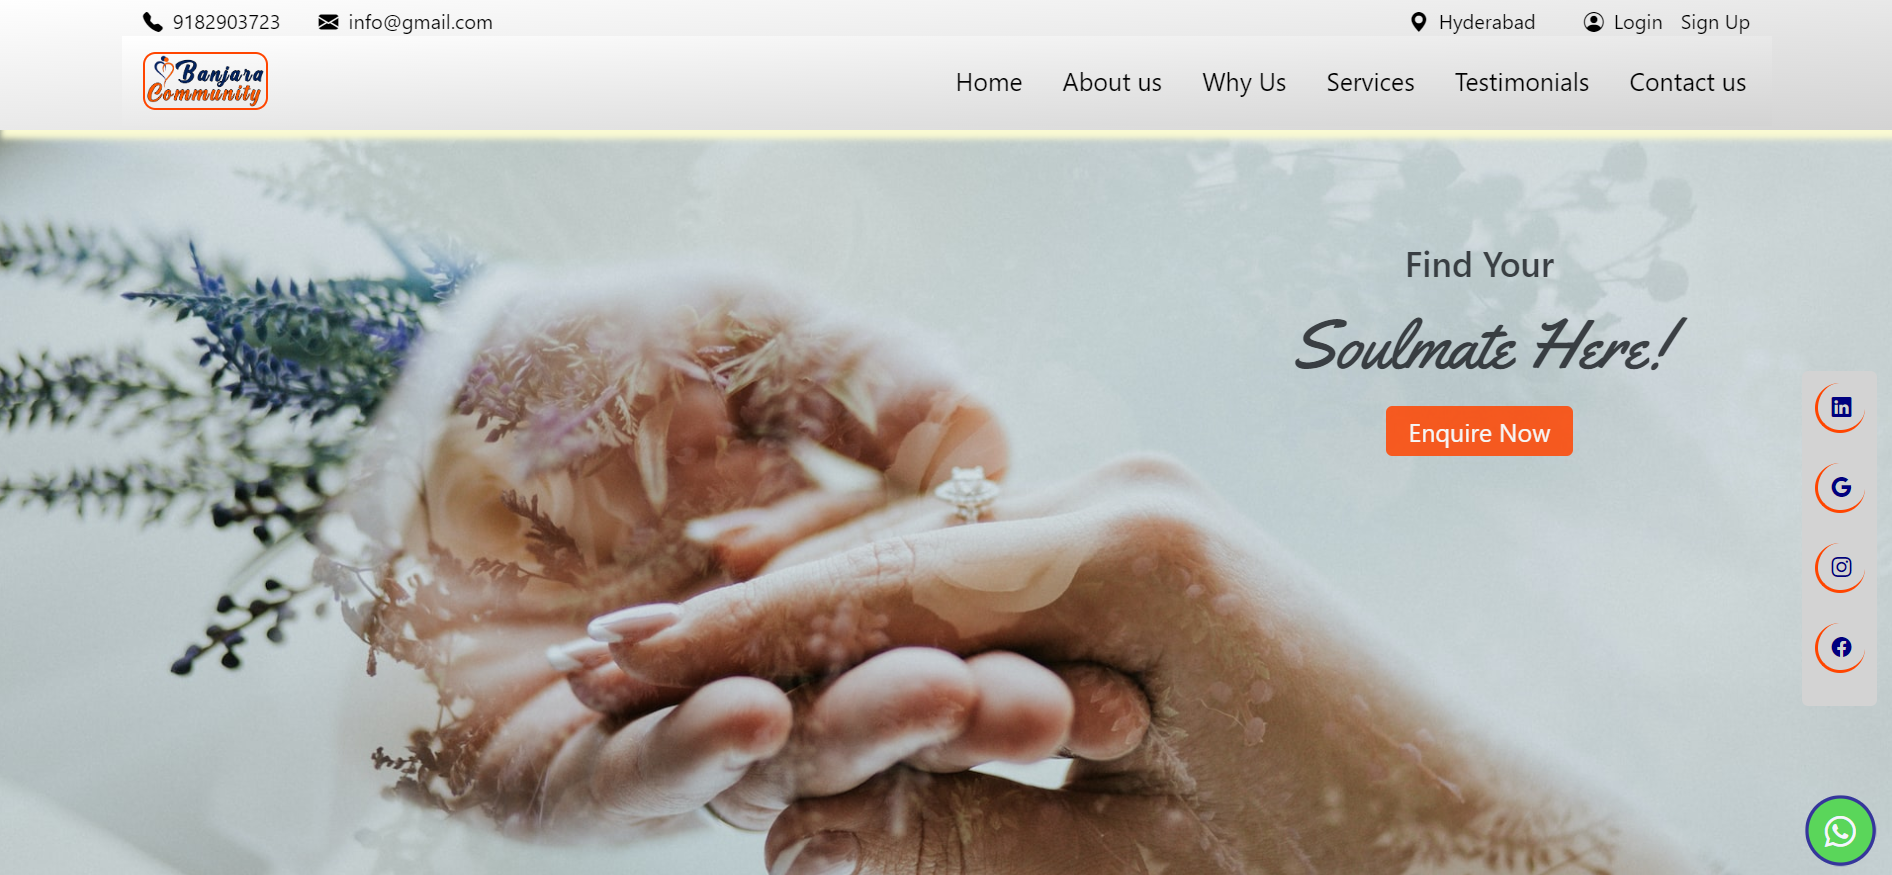 9182903723 info@gmail.com Hyderabad Login Sign Up
Banjara
Community
Home About us Why Us Services Testimonials Contact us
Find Your
Soulmate Here!
Enquire Now